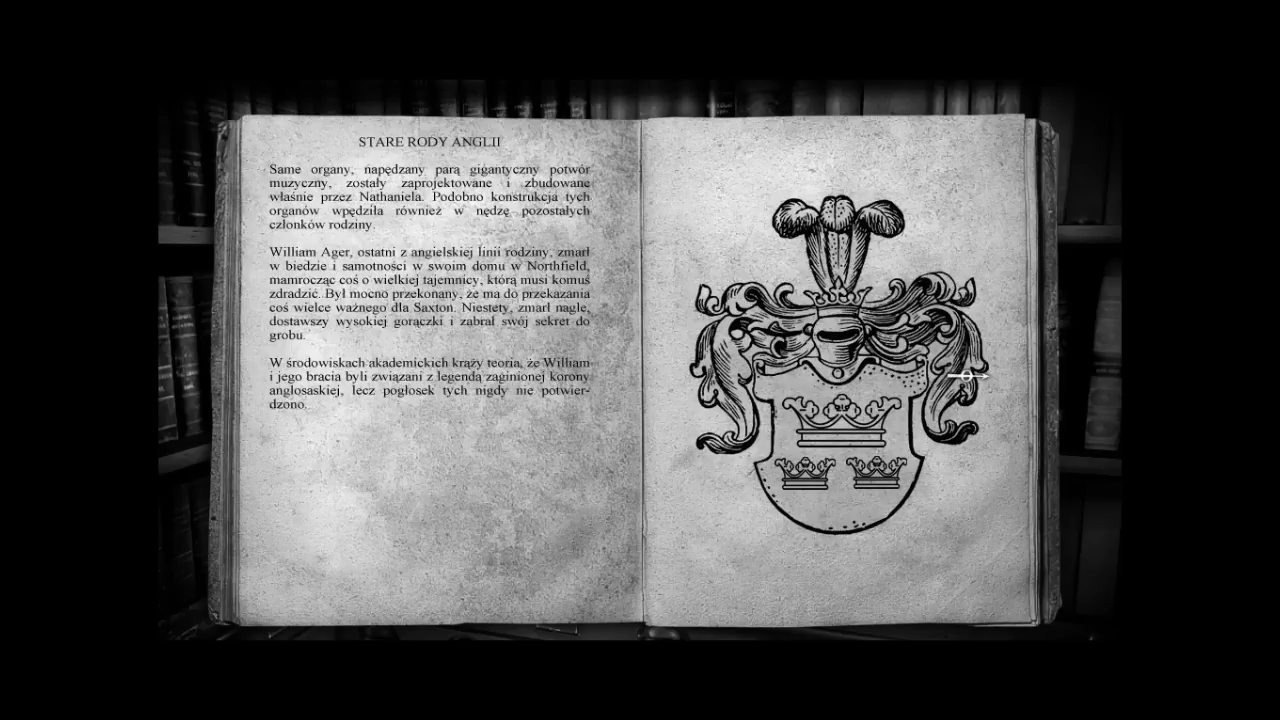 STARE RODY ANGLII
Same organy, napędzany parą gigantyczny potwór
muzyczny, zostały zaprojektowane i zbudowane
właśnie przez Nathaniela. Podobno konstrukcja tych
organów wpędziła również w nędzę pozostałych
członków rodziny.
William Ager, ostatni z angielskiej linii rodziny, zmarł
w biedzie i samotności w swoim domu w Northfield,
mamrocząc coś o wielkiej tajemnicy, którą musi komuś
zdradzić. Był mocno przekonany, że ma do przekazania
coś wielce ważnego dla Saxton. Niestety, zmarł nagle,
dostawszy wysokiej gorączki i zabrał swój sekret do
grobu.
W środowiskach akademickich krąży teoria, że William
i jego bracia byli związani z legendą zaginionej korony
anglosaskiej, lecz pogłosek tych nigdy nie potwier-
dzono.